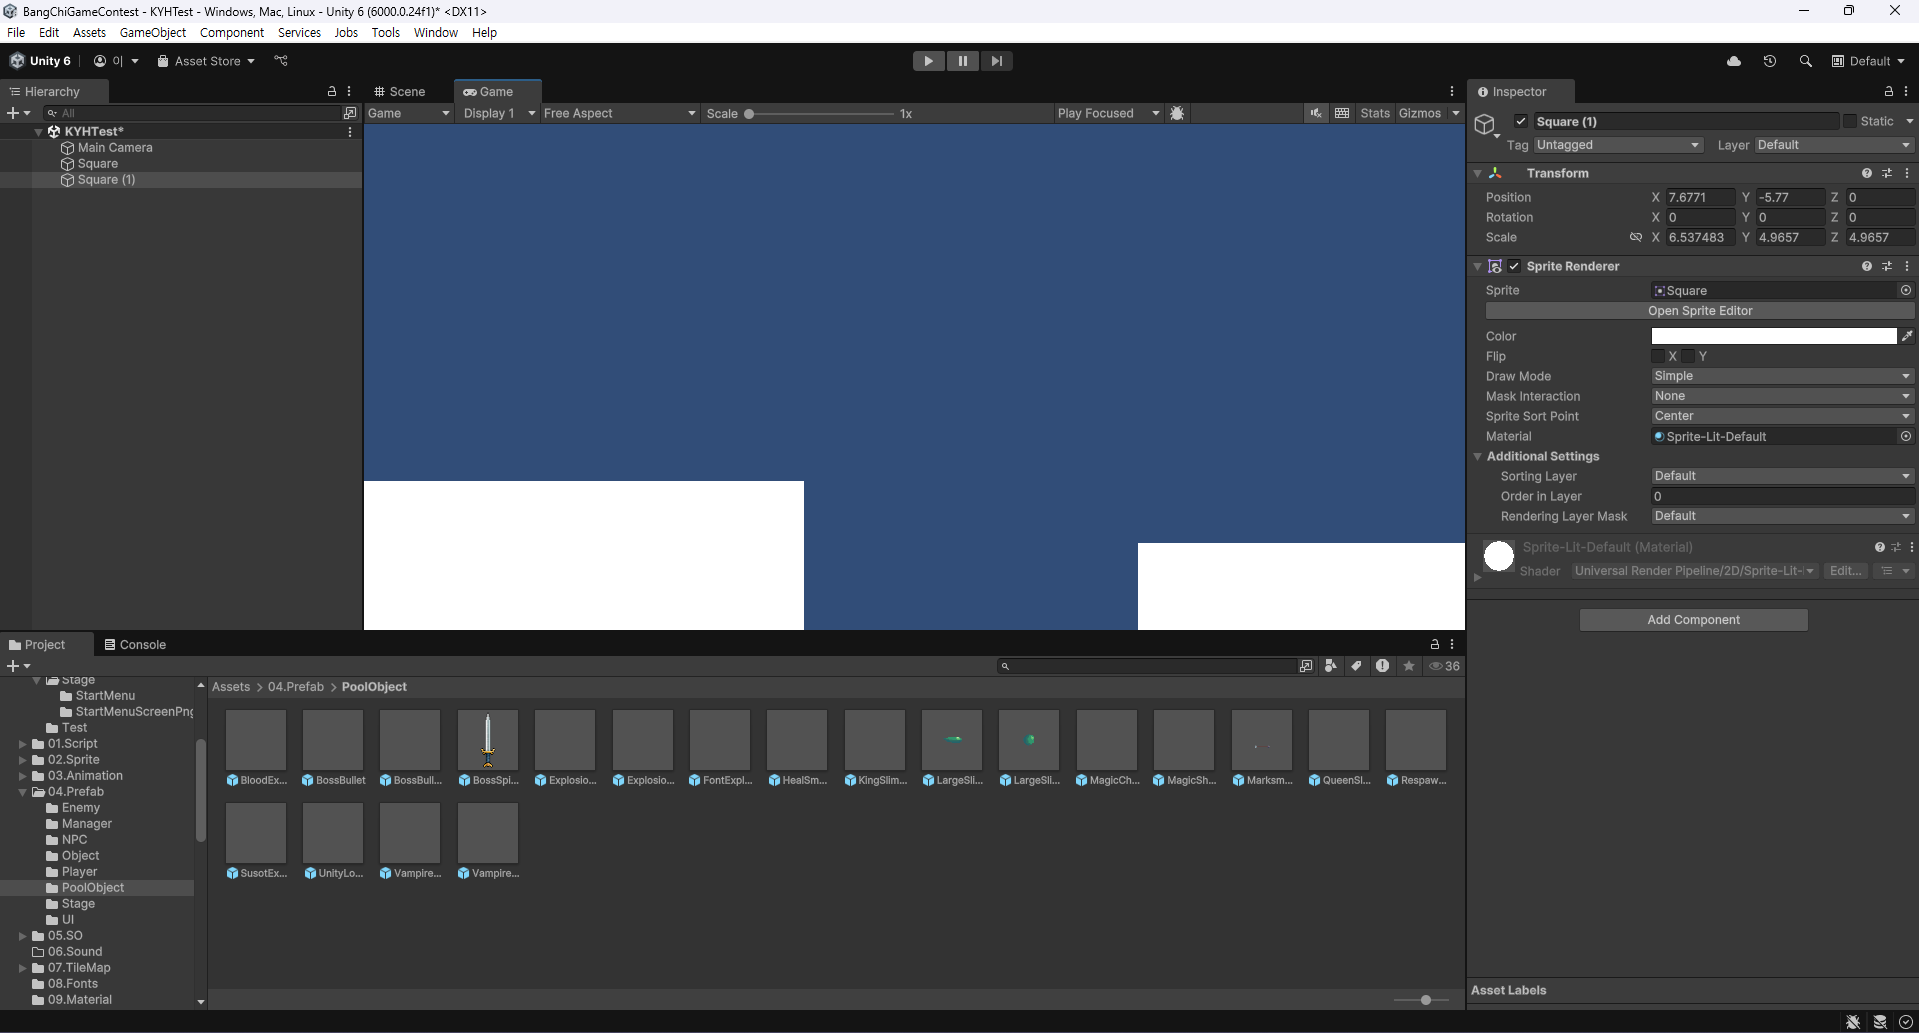 BangChiGameContest - KYHTest - Windows, Mac, Linux - Unity 6 (6000.0.24f1)* <DX11>
File Edit Assets GameObject Component Services Jobs Tools Window Help
Unity 6 Asset Store Default
Hierarchy
All
KYHTest*
Main Camera
Square
Square (1)
Scene Game
Game Display 1 Free Aspect Scale 1x Play Focused Stats Gizmos
Inspector
Square (1) Static
Tag Untagged Layer Default
Transform
Position X 7.6771 Y -5.77 Z 0
Rotation X 0 Y 0 Z 0
Scale X 6.537483 Y 4.9657 Z 4.9657
Sprite Renderer
Sprite Square
Open Sprite Editor
Color
Flip X Y
Draw Mode Simple
Mask Interaction None
Sprite Sort Point Center
Material Sprite-Lit-Default
Additional Settings
Sorting Layer Default
Order in Layer 0
Rendering Layer Mask Default
Sprite-Lit-Default (Material)
Shader Universal Render Pipeline/2D/Sprite-Lit- Edit...
Add Component
Asset Labels
Project Console
36
Stage
StartMenu
StartMenuScreenPng
Test
01.Script
02.Sprite
03.Animation
04.Prefab
Enemy
Manager
NPC
Object
Player
PoolObject
Stage
UI
05.SO
06.Sound
07.TileMap
08.Fonts
09.Material
Assets > 04.Prefab > PoolObject
BloodEx... BossBullet BossBull... BossSpi... Explosio... Explosio... FontExpl... HealSm... KingSlim... LargeSli... LargeSli... MagicCh... MagicSh... Marksm... QueenSl... Respaw...
SusotEx... UnityLo... Vampire... Vampire...